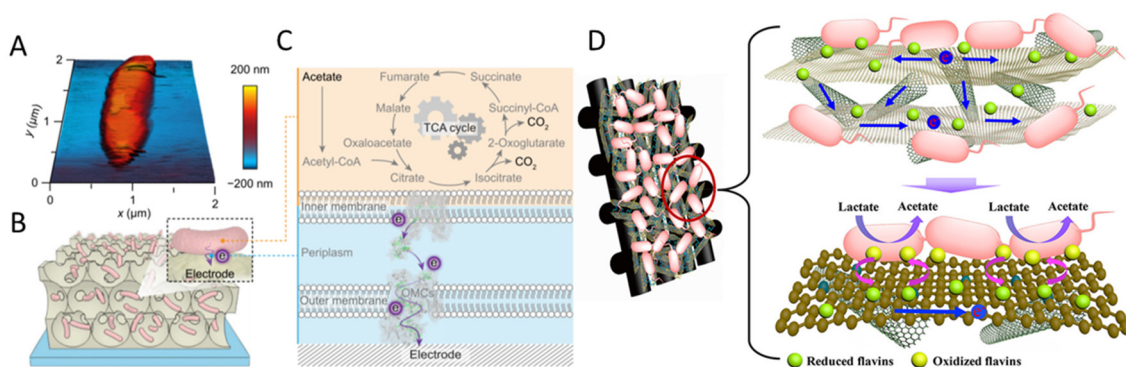 A
2
200 nm
y (µm)
1
0
0
1
2
x (µm)
−200 nm
B
Electrode
C
Acetate
Fumarate
Succinate
Malate
Succinyl-CoA
TCA cycle
CO2
Oxaloacetate
2-Oxoglutarate
Acetyl-CoA
CO2
Citrate
Isocitrate
Inner membrane
Periplasm
Outer membrane
OMCs
Electrode
D
Lactate
Acetate
Lactate
Acetate
Reduced flavins
Oxidized flavins